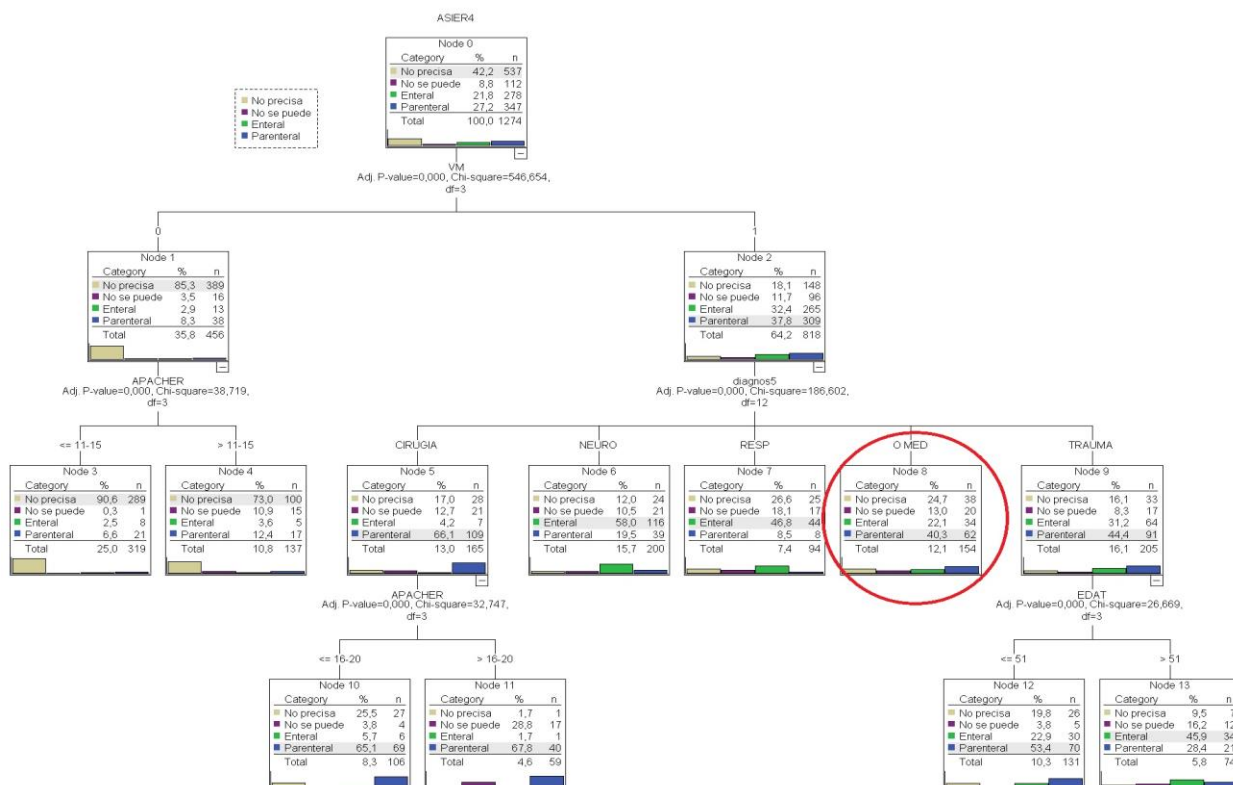 ASIER4
Node 0
Category % n
No precisa 42,2 537
No se puede 8,8 112
Enteral 21,8 278
Parenteral 27,2 347
Total 100,0 1274
No precisa
No se puede
Enteral
Parenteral
VM
Adj. P-value=0,000, Chi-square=546,654,
df=3
0
1
Node 1
Category % n
No precisa 85,3 389
No se puede 3,5 16
Enteral 2,9 13
Parenteral 8,3 38
Total 35,8 456
Node 2
Category % n
No precisa 18,1 148
No se puede 11,7 96
Enteral 32,4 265
Parenteral 37,8 309
Total 64,2 818
APACHER
Adj. P-value=0,000, Chi-square=38,719,
df=3
diagnos5
Adj. P-value=0,000, Chi-square=186,602,
df=12
<= 11-15
> 11-15
CIRUGIA
NEURO
RESP
O MED
TRAUMA
Node 3
Category % n
No precisa 90,6 289
No se puede 0,3 1
Enteral 2,5 8
Parenteral 6,6 21
Total 25,0 319
Node 4
Category % n
No precisa 73,0 100
No se puede 10,9 15
Enteral 3,6 5
Parenteral 12,4 17
Total 10,8 137
Node 5
Category % n
No precisa 17,0 28
No se puede 12,7 21
Enteral 4,2 7
Parenteral 66,1 109
Total 13,0 165
Node 6
Category % n
No precisa 12,0 24
No se puede 10,5 21
Enteral 58,0 116
Parenteral 19,5 39
Total 15,7 200
Node 7
Category % n
No precisa 26,6 25
No se puede 18,1 17
Enteral 46,8 44
Parenteral 8,5 8
Total 7,4 94
Node 8
Category % n
No precisa 24,7 38
No se puede 13,0 20
Enteral 22,1 34
Parenteral 40,3 62
Total 12,1 154
Node 9
Category % n
No precisa 16,1 33
No se puede 8,3 17
Enteral 31,2 64
Parenteral 44,4 91
Total 16,1 205
APACHER
Adj. P-value=0,000, Chi-square=32,747,
df=3
EDAT
Adj. P-value=0,000, Chi-square=26,669,
df=3
<= 16-20
> 16-20
<= 51
> 51
Node 10
Category % n
No precisa 25,5 27
No se puede 3,8 4
Enteral 5,7 6
Parenteral 65,1 69
Total 8,3 106
Node 11
Category % n
No precisa 1,7 1
No se puede 28,8 17
Enteral 1,7 1
Parenteral 67,8 40
Total 4,6 59
Node 12
Category % n
No precisa 19,8 26
No se puede 3,8 5
Enteral 22,9 30
Parenteral 53,4 70
Total 10,3 131
Node 13
Category % n
No precisa 9,5 7
No se puede 16,2 12
Enteral 45,9 34
Parenteral 28,4 21
Total 5,8 74